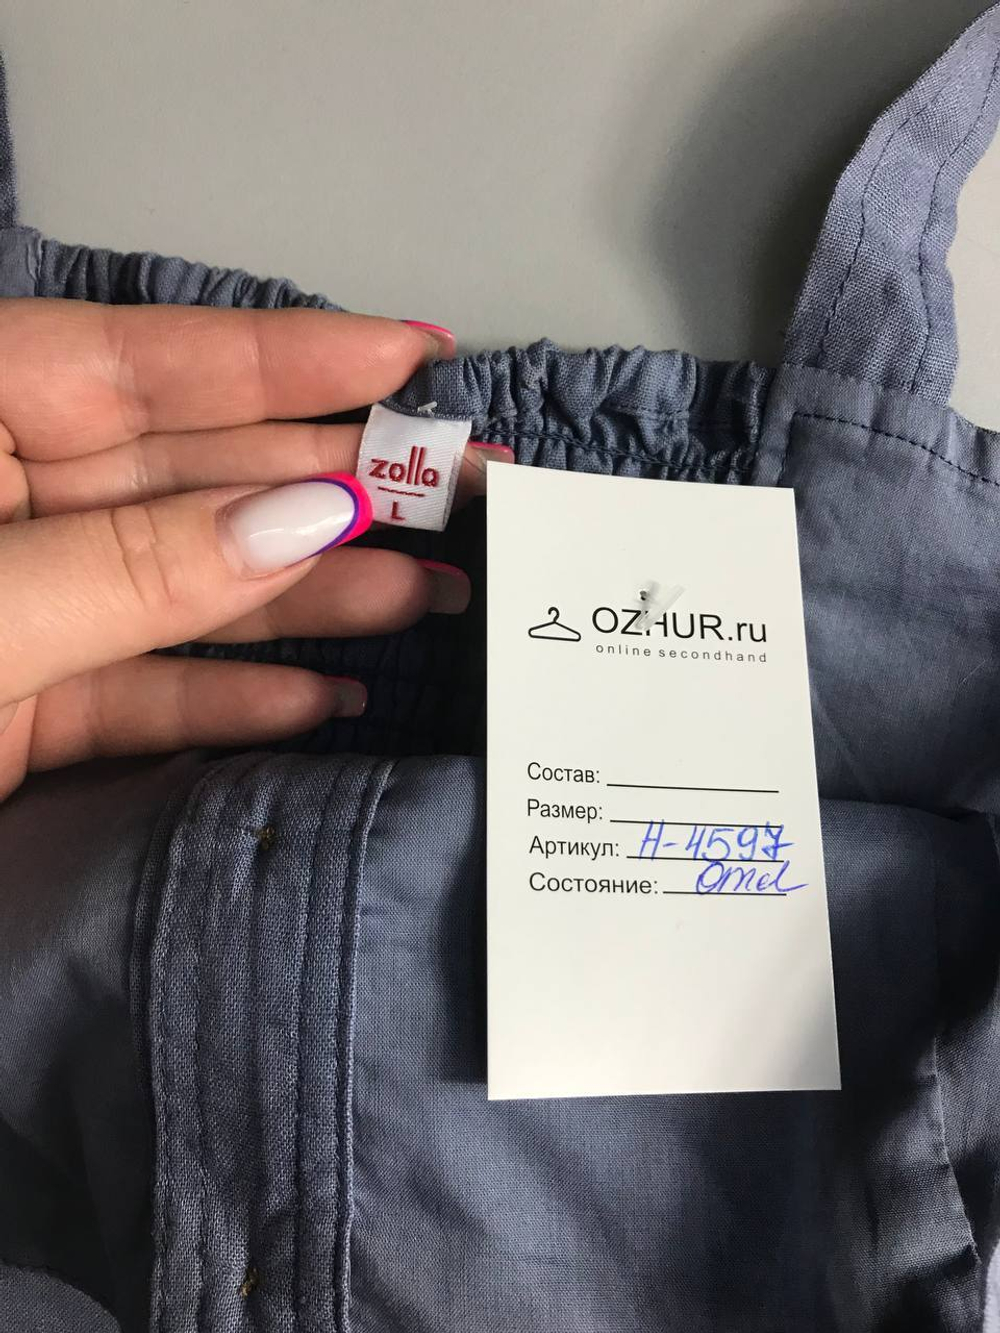 zolla
L
OZHUR.ru
online secondhand
Состав:
Размер:
Артикул: Н-4597
Состояние: Отл